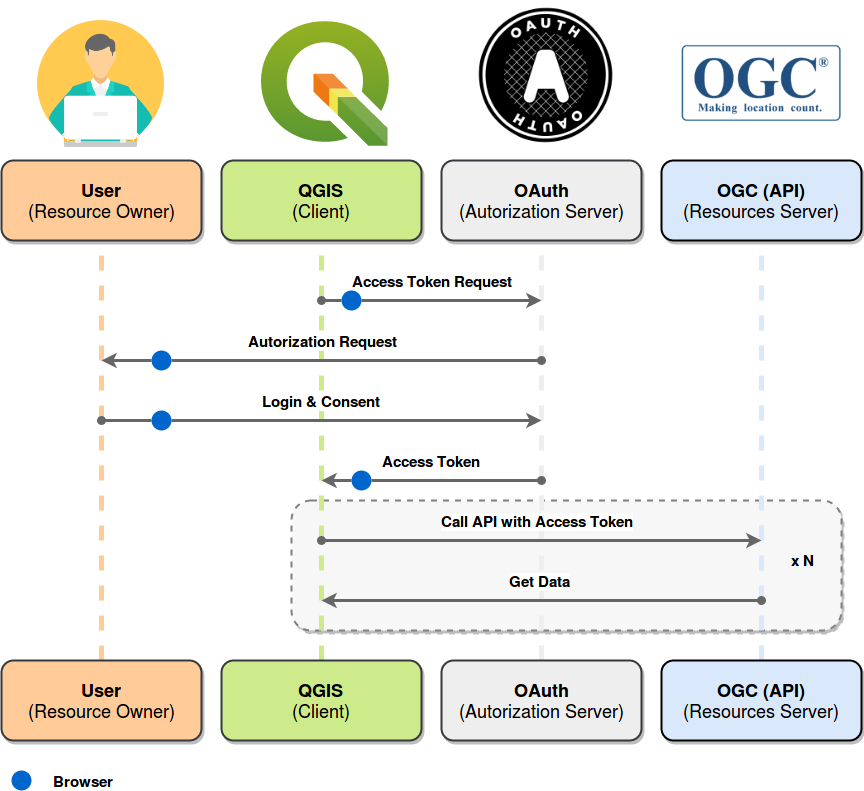 OAUTH
OAUTH
OGC®
Making location count.
User
(Resource Owner)
QGIS
(Client)
OAuth
(Autorization Server)
OGC (API)
(Resources Server)
Access Token Request
Autorization Request
Login & Consent
Access Token
Call API with Access Token
x N
Get Data
User
(Resource Owner)
QGIS
(Client)
OAuth
(Autorization Server)
OGC (API)
(Resources Server)
Browser